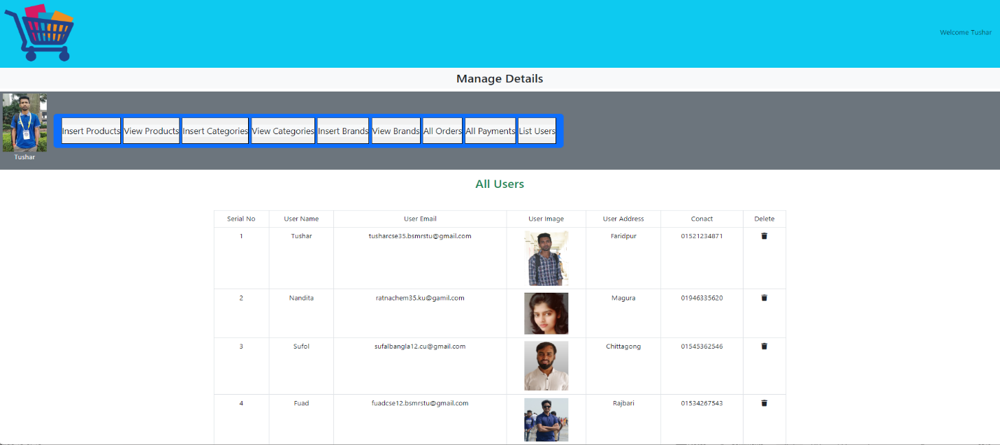 Welcome Tushar
Manage Details
Insert Products View Products Insert Categories View Categories Insert Brands View Brands All Orders All Payments List Users
Tushar
All Users
Serial No User Name User Email User Image User Address Conact Delete
1 Tushar tusharcse35.bsmrstu@gmail.com Faridpur 01521234871
2 Nandita ratnachem35.ku@gamil.com Magura 01946335620
3 Sufol sufalbangla12.cu@gmail.com Chittagong 01545362546
4 Fuad fuadcse12.bsmrstu@gmail.com Rajbari 01534267543